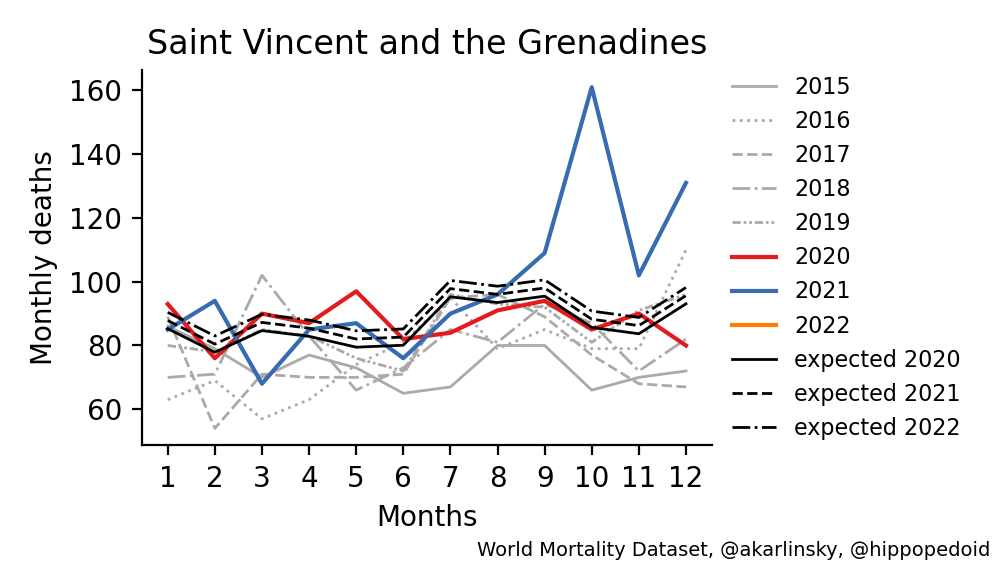 Saint Vincent and the Grenadines
Monthly deaths
160
140
120
100
80
60
1 2 3 4 5 6 7 8 9 10 11 12
Months
2015
2016
2017
2018
2019
2020
2021
2022
expected 2020
expected 2021
expected 2022
World Mortality Dataset, @akarlinsky, @hippopedoid